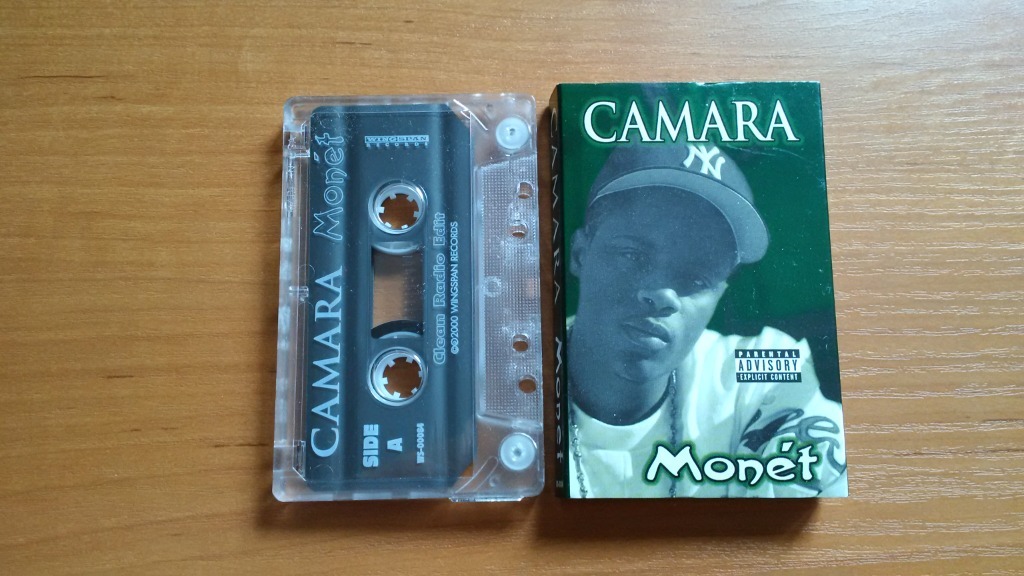 CAMARA Monét
WINGSPAN
RECORDS
Clean Radio Edit
℗©2000 WINGSPAN RECORDS
SIDE
A
CAMARA Monét
CAMARA
NY
PARENTAL
ADVISORY
EXPLICIT CONTENT
Monét